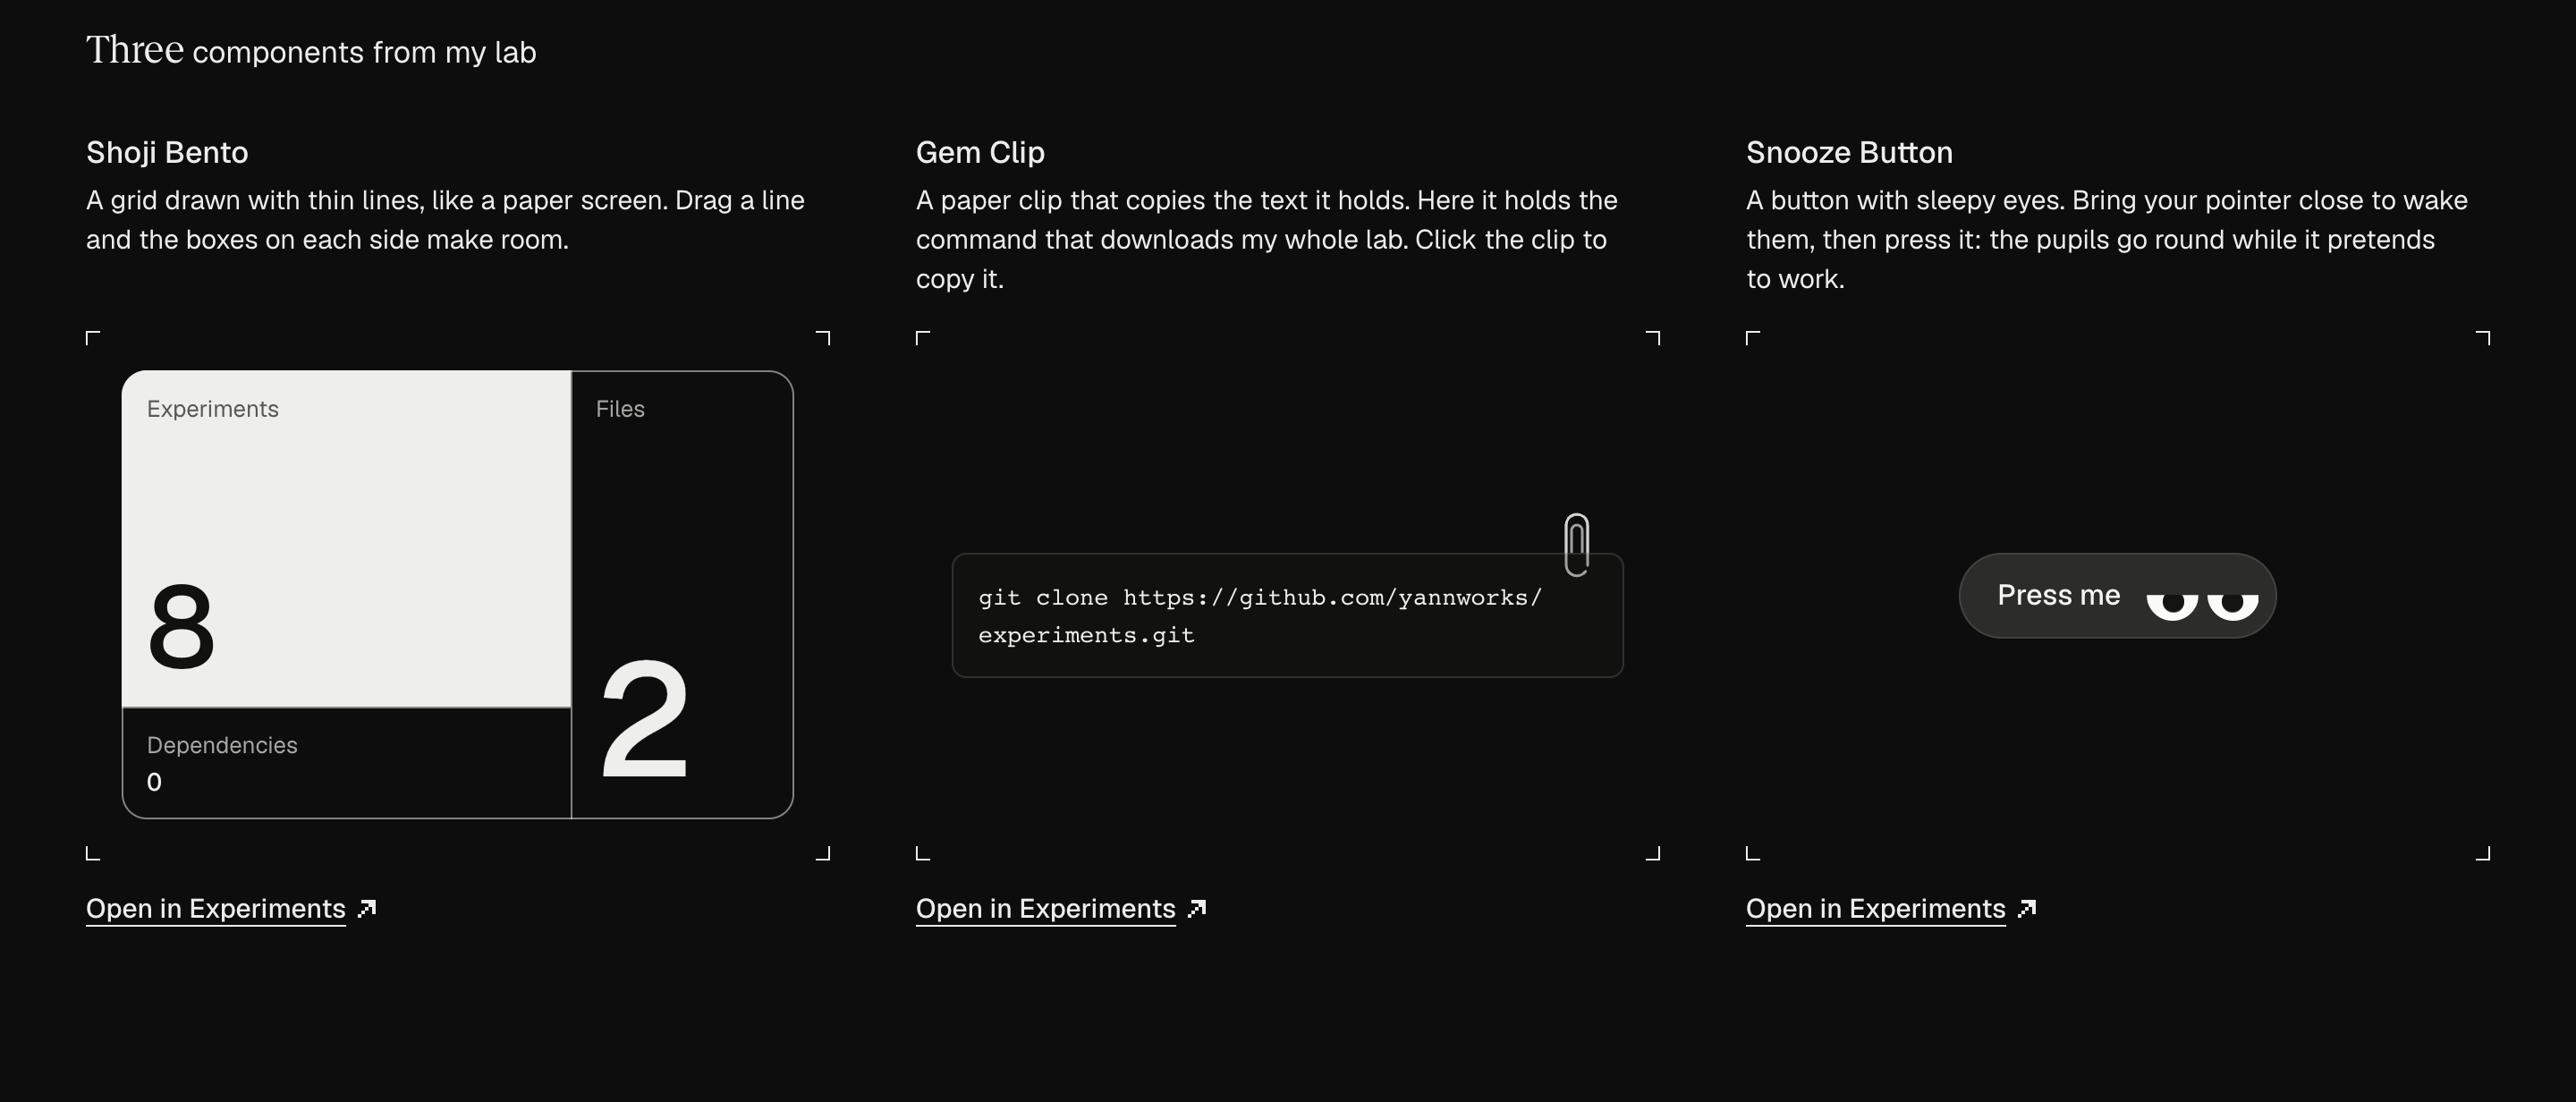 Three components from my lab
Shoji Bento
A grid drawn with thin lines, like a paper screen. Drag a line
and the boxes on each side make room.
Experiments
8
Files
2
Dependencies
0
Open in Experiments
Gem Clip
A paper clip that copies the text it holds. Here it holds the
command that downloads my whole lab. Click the clip to
copy it.
git clone https://github.com/yannworks/
experiments.git
Open in Experiments
Snooze Button
A button with sleepy eyes. Bring your pointer close to wake
them, then press it: the pupils go round while it pretends
to work.
Press me
Open in Experiments